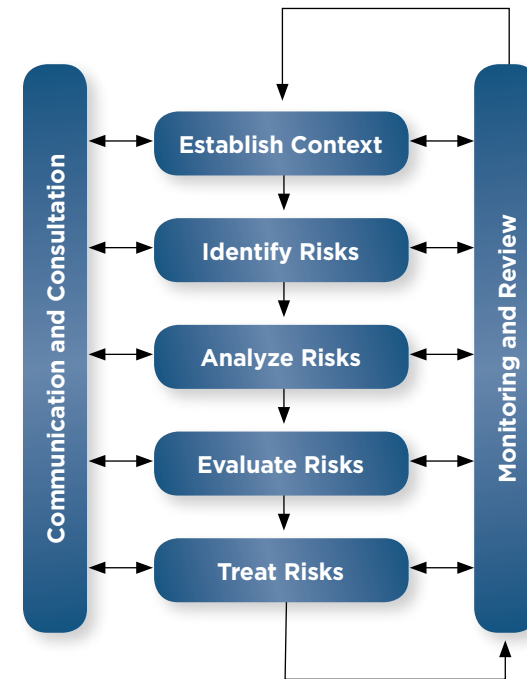 Communication and Consultation
Establish Context
Identify Risks
Analyze Risks
Evaluate Risks
Treat Risks
Monitoring and Review